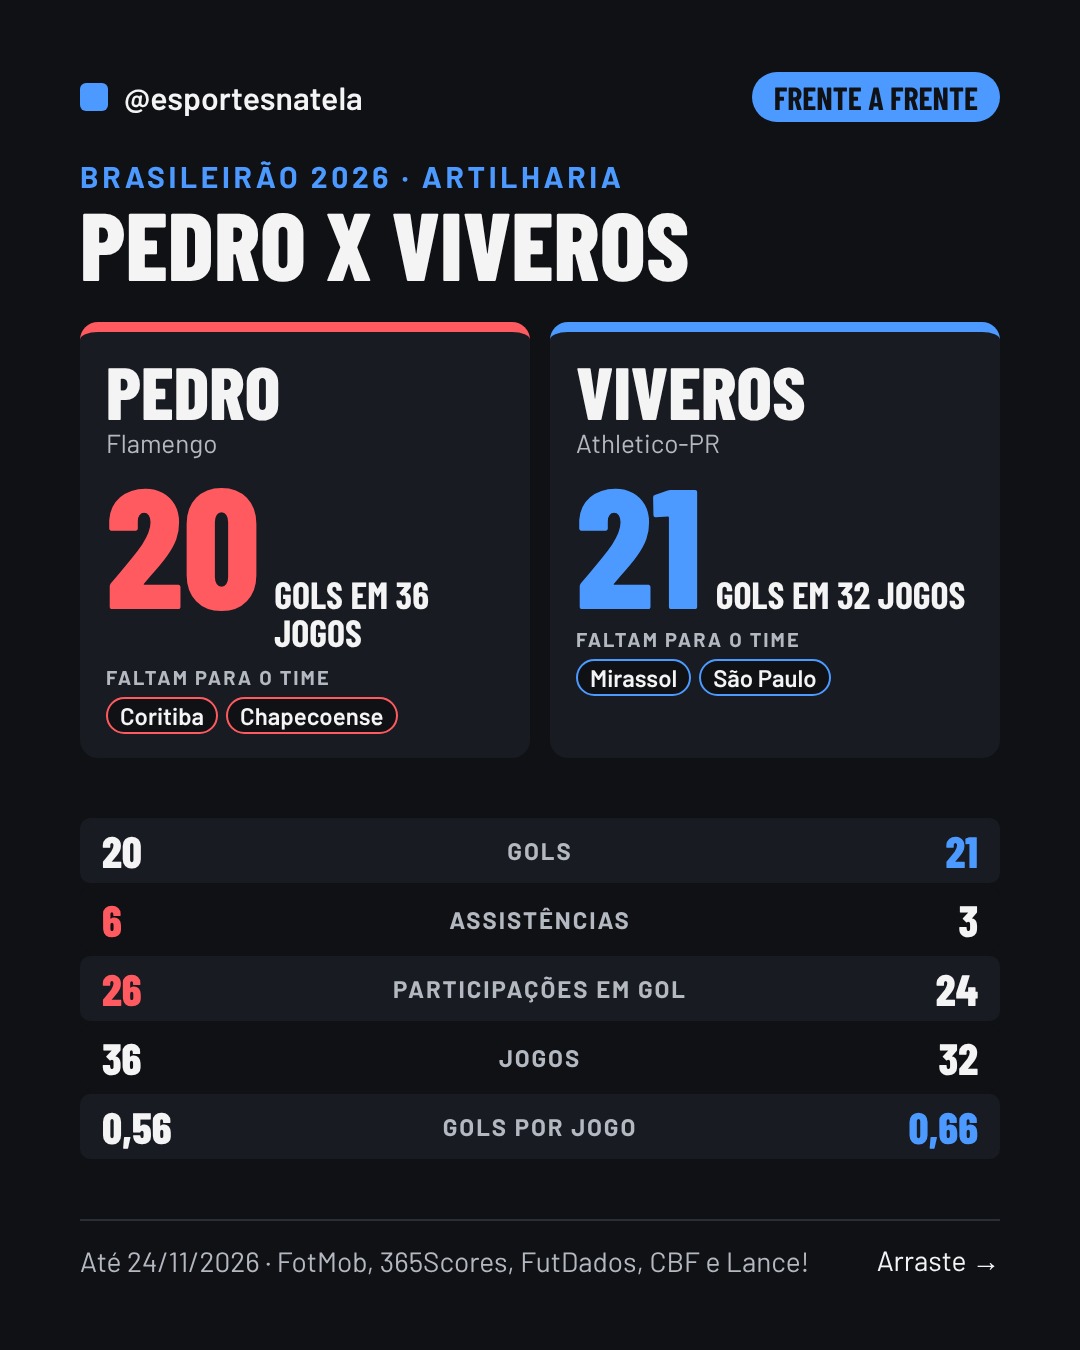 @esportesnatela
FRENTE A FRENTE
BRASILEIRÃO 2026 · ARTILHARIA
PEDRO X VIVEROS
PEDRO
Flamengo
20 GOLS EM 36
JOGOS
FALTAM PARA O TIME
Coritiba Chapecoense
VIVEROS
Athletico-PR
21 GOLS EM 32 JOGOS
FALTAM PARA O TIME
Mirassol São Paulo
20 GOLS 21
6 ASSISTÊNCIAS 3
26 PARTICIPAÇÕES EM GOL 24
36 JOGOS 32
0,56 GOLS POR JOGO 0,66
Até 24/11/2026 · FotMob, 365Scores, FutDados, CBF e Lance!
Arraste →